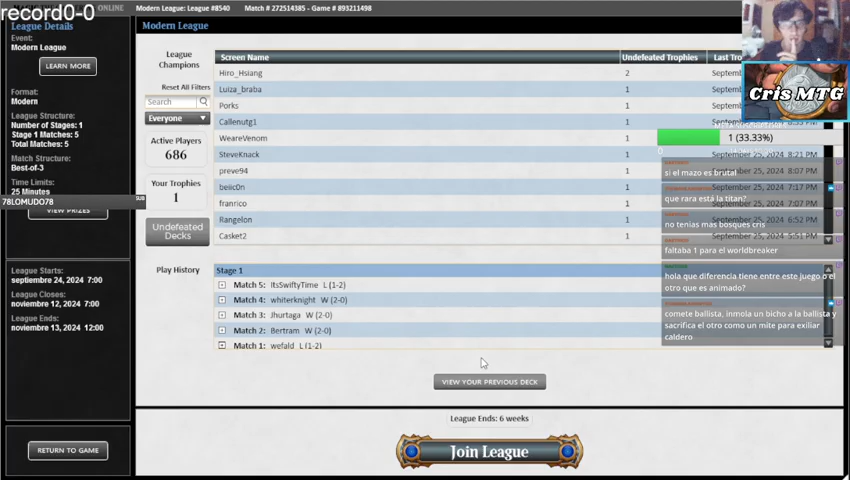 record0-0
ONLINE
Modern League: League #8540
Match # 272514385 - Game # 893211498
League Details
Event:
Modern League
LEARN MORE
Format:
Modern
League Structure:
Number of Stages: 1
Stage 1 Matches: 5
Total Matches: 5
Match Structure:
Best-of-3
Time Limits:
25 Minutes
78LOMUDO78
SUB
VIEW PRIZES
League Starts:
septiembre 24, 2024 7:00
League Closes:
noviembre 12, 2024 7:00
League Ends:
noviembre 13, 2024 12:00
RETURN TO GAME
Modern League
League
Champions
Reset All Filters
Search
Everyone
Active Players
686
Your Trophies
1
Undefeated
Decks
Screen Name Undefeated Trophies Last Tro
Hiro_Hsiang 2 Septemb
Luiza_braba 1 Septem
Porks 1 Septem
Callenutg1 1
WeareVenom 1
SteveKnack 1 September 25, 2024 8:21 PM
preve94 1 September 25, 2024 8:07 PM
beiic0n 1 September 25, 2024 7:17 PM
franrico 1 September 25, 2024 7:07 PM
Rangelon 1 September 25, 2024 6:52 PM
Casket2 1 September 25, 2024 5:51 PM
Play History
Stage 1
Match 5: ItsSwiftyTime L (1-2)
Match 4: whiterknight W (2-0)
Match 3: Jhurtaga W (2-0)
Match 2: Bertram W (2-0)
Match 1: wefald L (1-2)
VIEW YOUR PREVIOUS DECK
League Ends: 6 weeks
Join League
Cris MTG
1 (33.33%)
si el mazo es brutal
que rara está la titan?
no tenias mas bosques cris
faltaba 1 para el worldbreaker
hola que diferencia tiene entre este juego o el
otro que es animado?
comete ballista, inmola un bicho a la ballista y
sacrifica el otro como un mite para exiliar
caldero